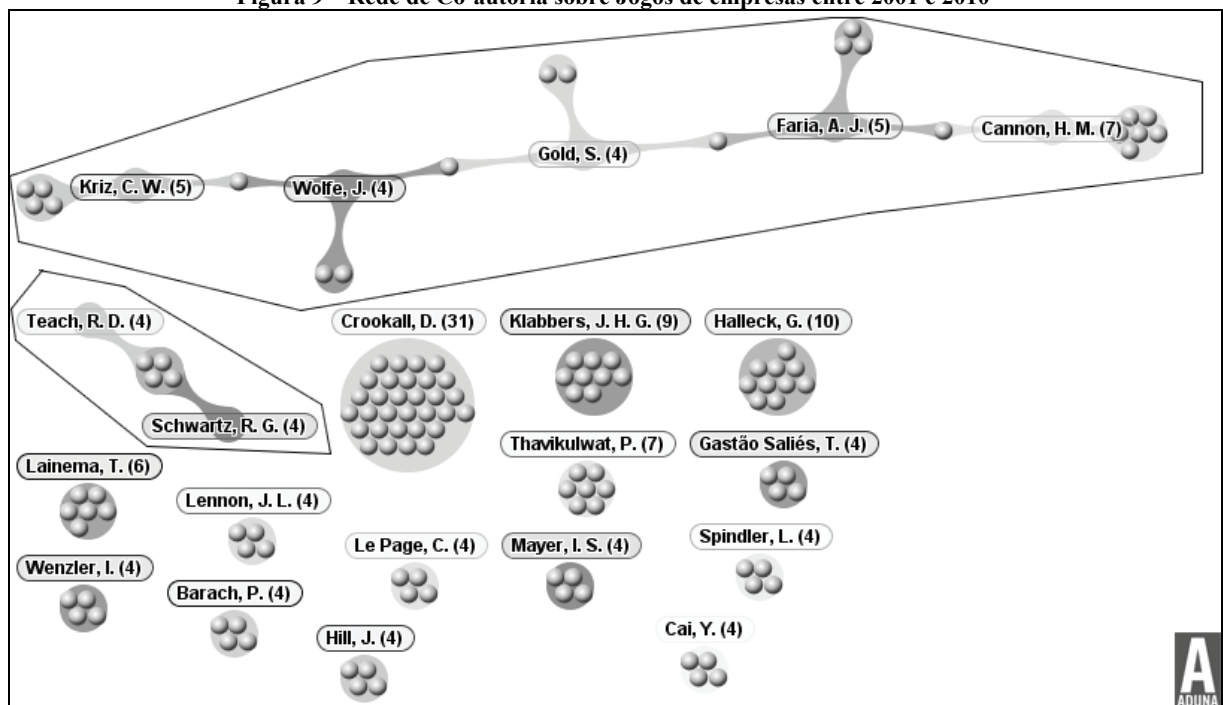 Figura 9 – Rede de Co-autoria sobre Jogos de empresas entre 2001 e 2010
Faria, A. J. (5)
Cannon, H. M. (7)
Gold, S. (4)
Kriz, C. W. (5)
Wolfe, J. (4)
Teach, R. D. (4)
Crookall, D. (31)
Klabbers, J. H. G. (9)
Halleck, G. (10)
Schwartz, R. G. (4)
Thavikulwat, P. (7)
Gastão Saliés, T. (4)
Lainema, T. (6)
Lennon, J. L. (4)
Le Page, C. (4)
Mayer, I. S. (4)
Spindler, L. (4)
Wenzler, I. (4)
Barach, P. (4)
Hill, J. (4)
Cai, Y. (4)
A
ADUNA